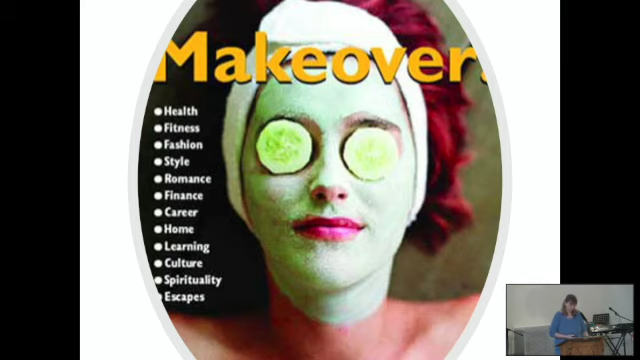 Makeover
Health
Fitness
Fashion
Style
Romance
Finance
Career
Home
Learning
Culture
Spirituality
Escapes